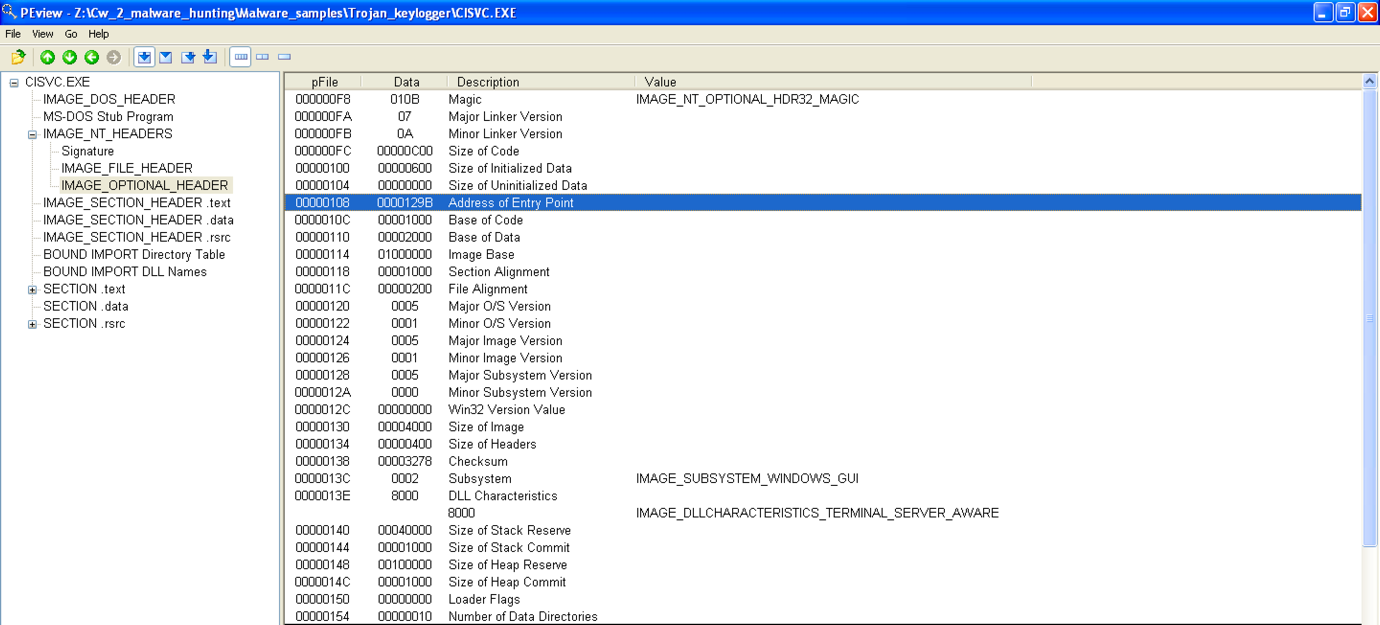 PEview - Z:\Cw_2_malware_hunting\Malware_samples\Trojan_keylogger\CISVC.EXE
File View Go Help
CISVC.EXE
IMAGE_DOS_HEADER
MS-DOS Stub Program
IMAGE_NT_HEADERS
Signature
IMAGE_FILE_HEADER
IMAGE_OPTIONAL_HEADER
IMAGE_SECTION_HEADER .text
IMAGE_SECTION_HEADER .data
IMAGE_SECTION_HEADER .rsrc
BOUND IMPORT Directory Table
BOUND IMPORT DLL Names
SECTION .text
SECTION .data
SECTION .rsrc
pFile Data Description Value
000000F8 010B Magic IMAGE_NT_OPTIONAL_HDR32_MAGIC
000000FA 07 Major Linker Version
000000FB 0A Minor Linker Version
000000FC 00000C00 Size of Code
00000100 00000600 Size of Initialized Data
00000104 00000000 Size of Uninitialized Data
00000108 0000129B Address of Entry Point
0000010C 00001000 Base of Code
00000110 00002000 Base of Data
00000114 01000000 Image Base
00000118 00001000 Section Alignment
0000011C 00000200 File Alignment
00000120 0005 Major O/S Version
00000122 0001 Minor O/S Version
00000124 0005 Major Image Version
00000126 0001 Minor Image Version
00000128 0005 Major Subsystem Version
0000012A 0000 Minor Subsystem Version
0000012C 00000000 Win32 Version Value
00000130 00004000 Size of Image
00000134 00000400 Size of Headers
00000138 00003278 Checksum
0000013C 0002 Subsystem IMAGE_SUBSYSTEM_WINDOWS_GUI
0000013E 8000 DLL Characteristics
8000 IMAGE_DLLCHARACTERISTICS_TERMINAL_SERVER_AWARE
00000140 00040000 Size of Stack Reserve
00000144 00001000 Size of Stack Commit
00000148 00100000 Size of Heap Reserve
0000014C 00001000 Size of Heap Commit
00000150 00000000 Loader Flags
00000154 00000010 Number of Data Directories